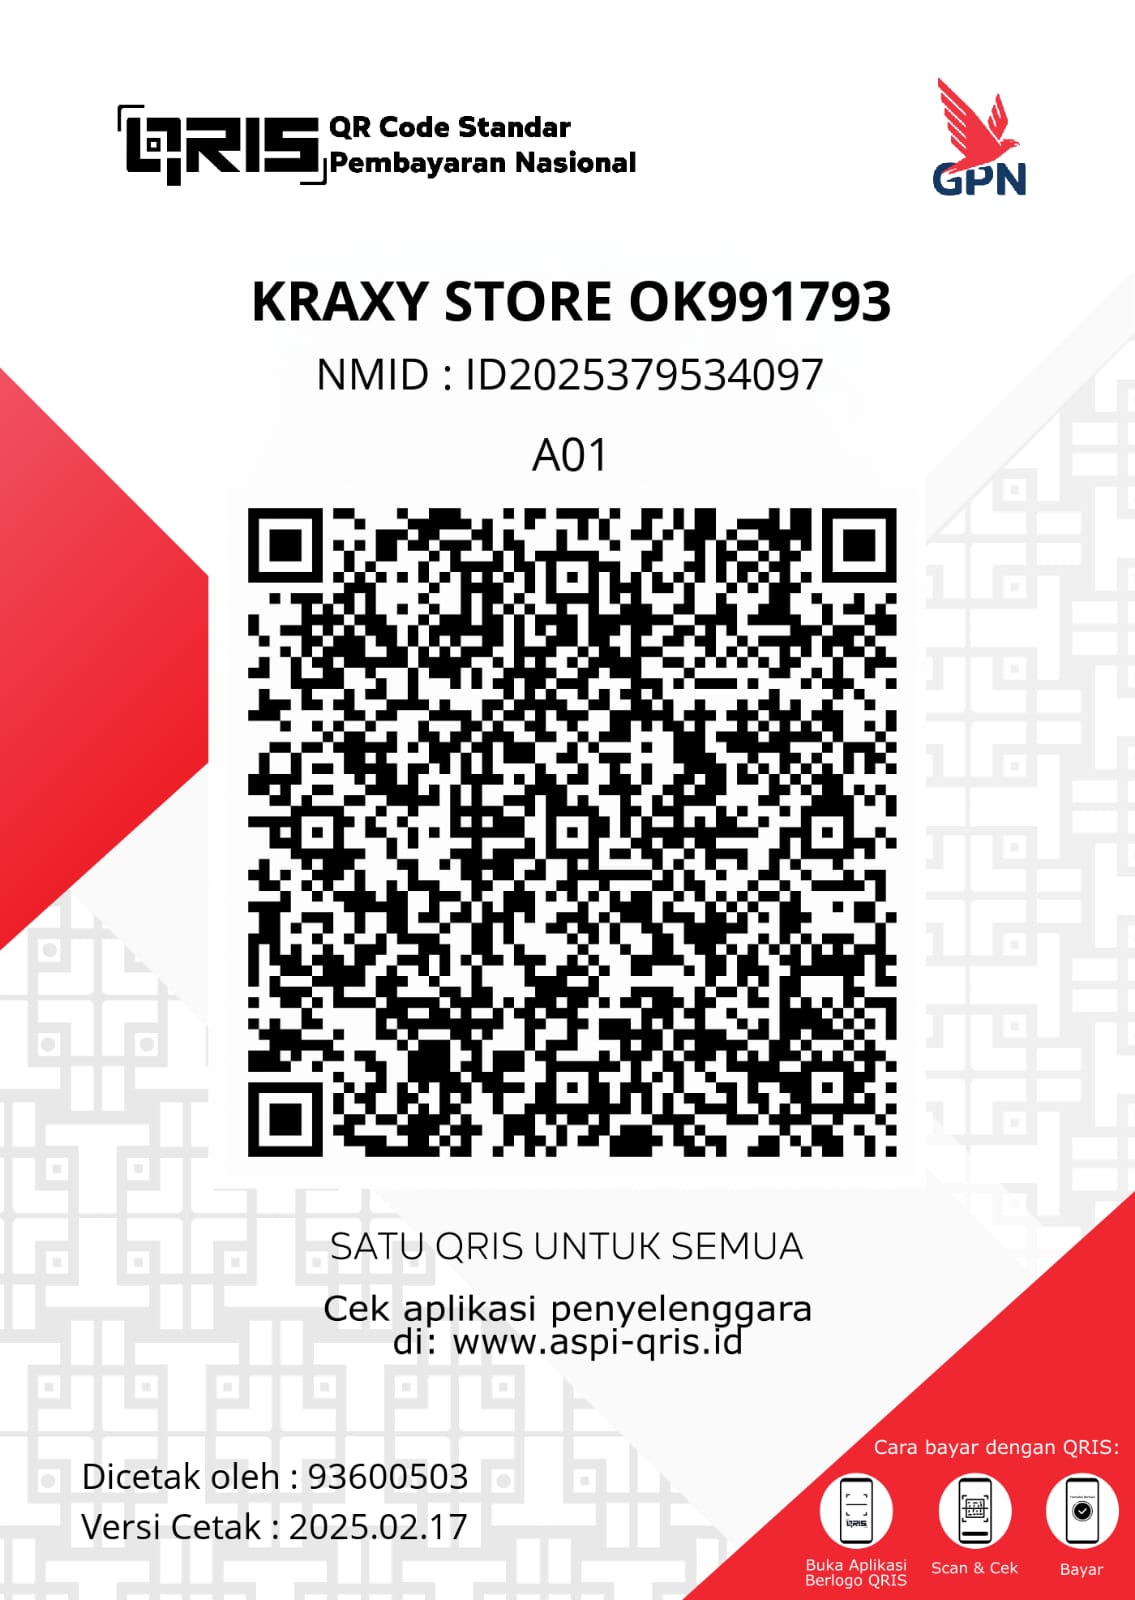 QRIS
QR Code Standar
Pembayaran Nasional
GPN
KRAXY STORE OK991793
NMID : ID2025379534097
A01
SATU QRIS UNTUK SEMUA
Cek aplikasi penyelenggara
di: www.aspi-qris.id
Dicetak oleh : 93600503
Versi Cetak : 2025.02.17
Cara bayar dengan QRIS:
QRIS
Buka Aplikasi
Berlogo QRIS
Scan & Cek
Bayar